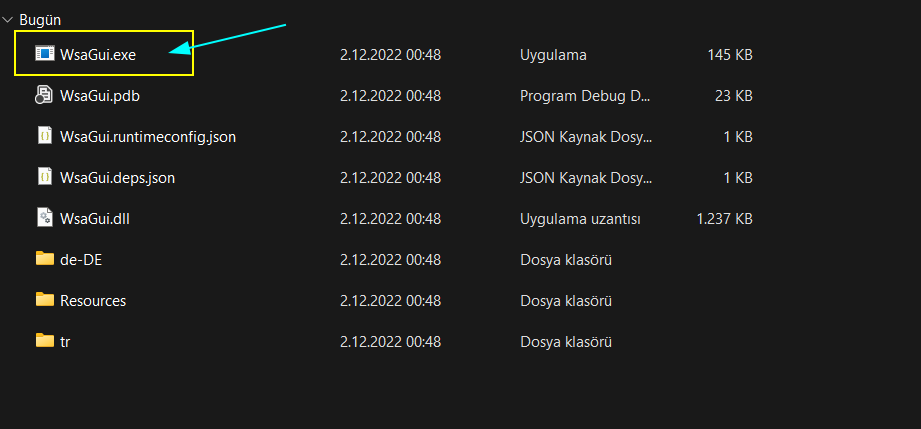 Bugün
WsaGui.exe 2.12.2022 00:48 Uygulama 145 KB
WsaGui.pdb 2.12.2022 00:48 Program Debug D... 23 KB
WsaGui.runtimeconfig.json 2.12.2022 00:48 JSON Kaynak Dosy... 1 KB
WsaGui.deps.json 2.12.2022 00:48 JSON Kaynak Dosy... 1 KB
WsaGui.dll 2.12.2022 00:48 Uygulama uzantısı 1.237 KB
de-DE 2.12.2022 00:48 Dosya klasörü
Resources 2.12.2022 00:48 Dosya klasörü
tr 2.12.2022 00:48 Dosya klasörü